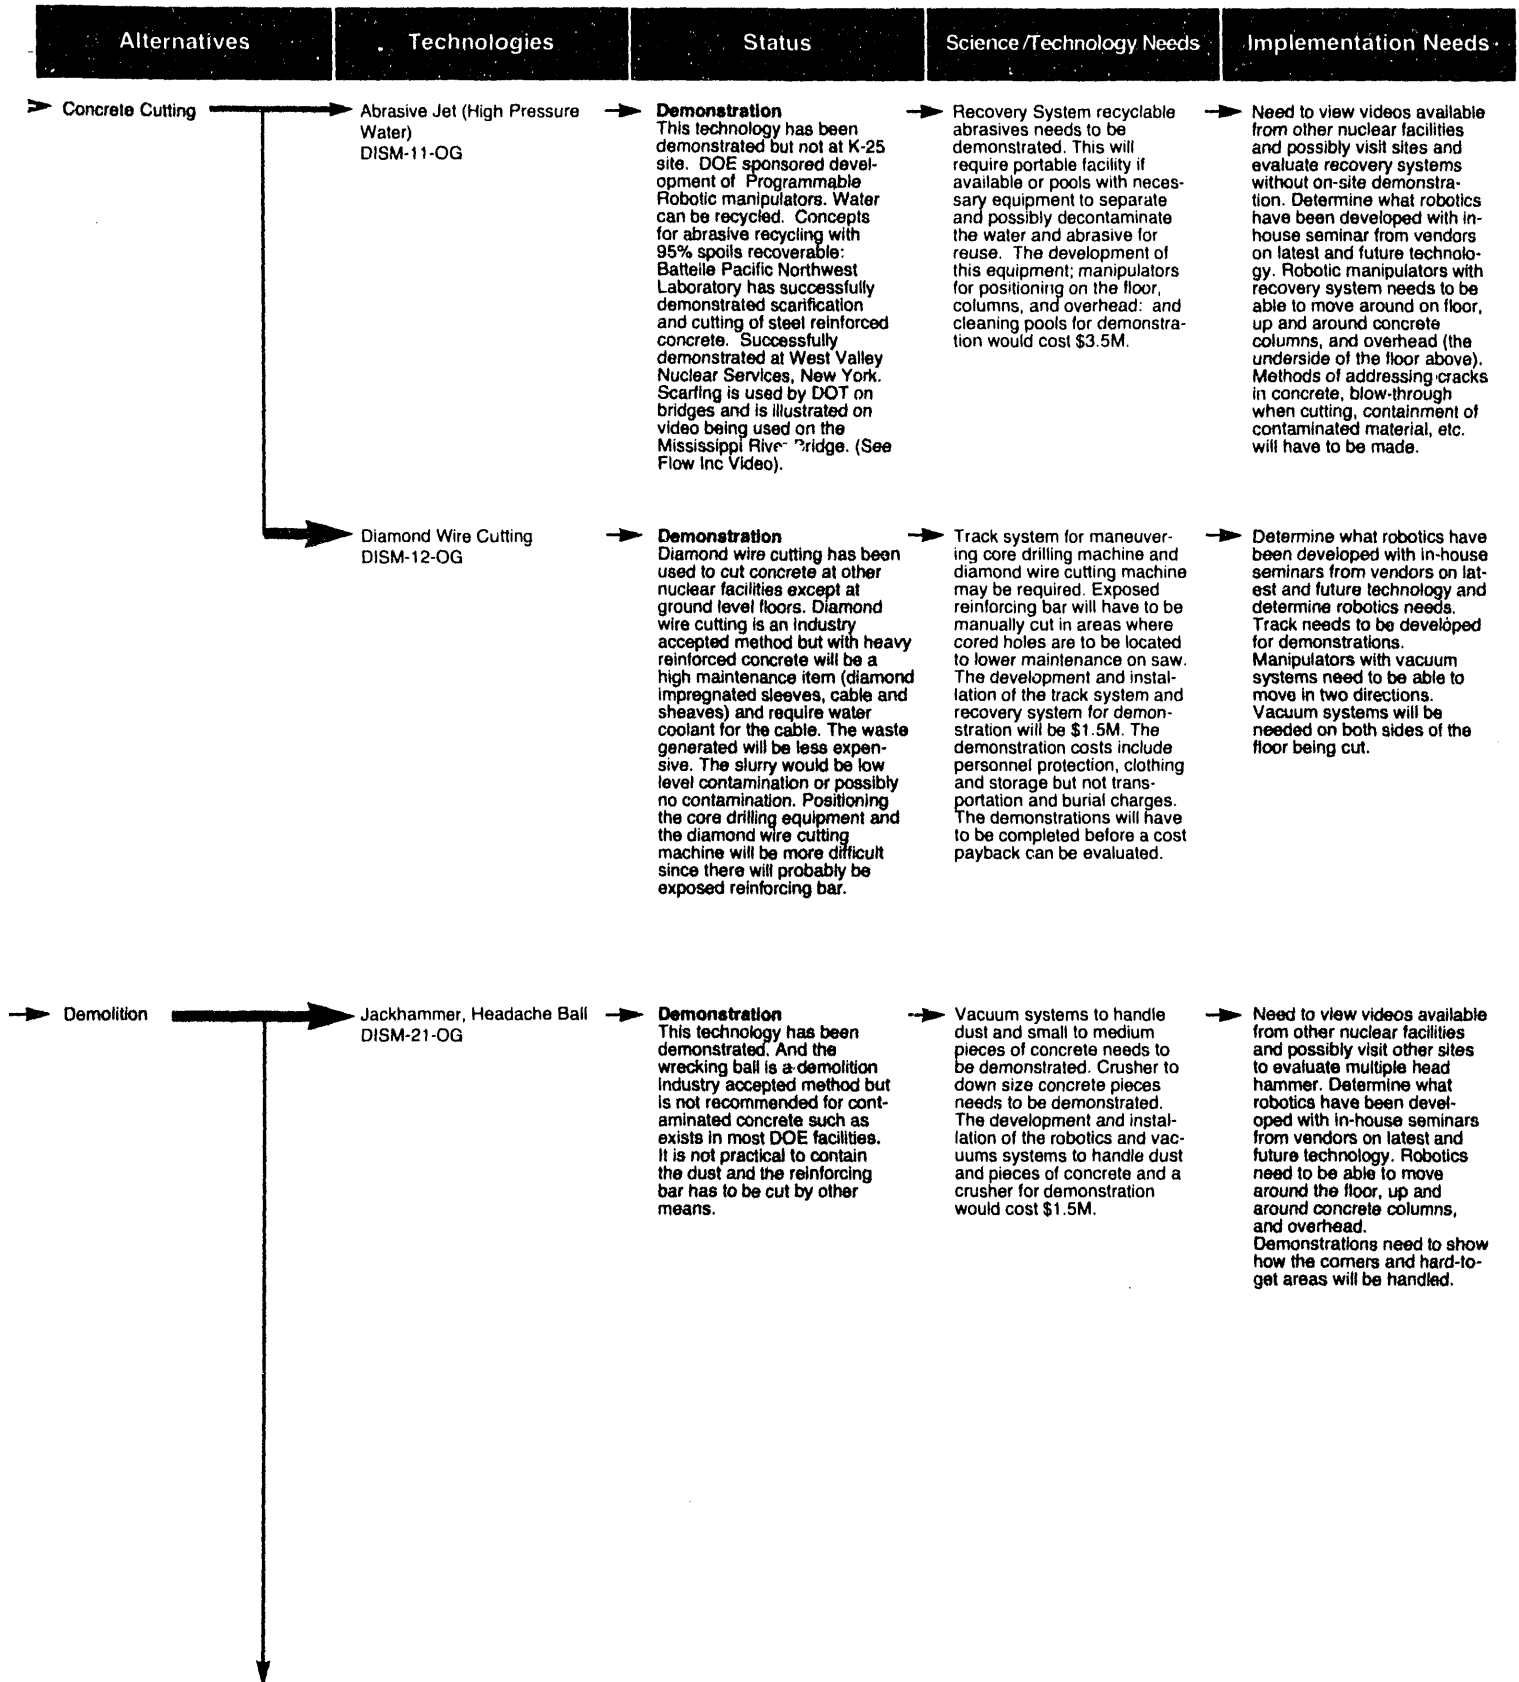 Alternatives
Technologies
Status
Science/Technology Needs
Implementation Needs
Concrete Cutting
Abrasive Jet (High Pressure
Water)
DISM-11-OG
Demonstration
This technology has been
demonstrated but not at K-25
site. DOE sponsored devel-
opment of Programmable
Robotic manipulators. Water
can be recycled. Concepts
for abrasive recycling with
95% spoils recoverable:
Battelle Pacific Northwest
Laboratory has successfully
demonstrated scarification
and cutting of steel reinforced
concrete. Successfully
demonstrated at West Valley
Nuclear Services, New York.
Scarfing is used by DOT on
bridges and is illustrated on
video being used on the
Mississippi River Bridge. (See
Flow Inc Video).
Recovery System recyclable
abrasives needs to be
demonstrated. This will
require portable facility if
available or pools with neces-
sary equipment to separate
and possibly decontaminate
the water and abrasive for
reuse. The development of
this equipment; manipulators
for positioning on the floor,
columns, and overhead: and
cleaning pools for demonstra-
tion would cost $3.5M.
Need to view videos available
from other nuclear facilities
and possibly visit sites and
evaluate recovery systems
without on-site demonstra-
tion. Determine what robotics
have been developed with in-
house seminar from vendors
on latest and future technolo-
gy. Robotic manipulators with
recovery system needs to be
able to move around on floor,
up and around concrete
columns, and overhead (the
underside of the floor above).
Methods of addressing cracks
in concrete, blow-through
when cutting, containment of
contaminated material, etc.
will have to be made.
Diamond Wire Cutting
DISM-12-OG
Demonstration
Diamond wire cutting has been
used to cut concrete at other
nuclear facilities except at
ground level floors. Diamond
wire cutting is an industry
accepted method but with heavy
reinforced concrete will be a
high maintenance item (diamond
impregnated sleeves, cable and
sheaves) and require water
coolant for the cable. The waste
generated will be less expen-
sive. The slurry would be low
level contamination or possibly
no contamination. Positioning
the core drilling equipment and
the diamond wire cutting
machine will be more difficult
since there will probably be
exposed reinforcing bar.
Track system for maneuver-
ing core drilling machine and
diamond wire cutting machine
may be required. Exposed
reinforcing bar will have to be
manually cut in areas where
cored holes are to be located
to lower maintenance on saw.
The development and instal-
lation of the track system and
recovery system for demon-
stration will be $1.5M. The
demonstration costs include
personnel protection, clothing
and storage but not trans-
portation and burial charges.
The demonstrations will have
to be completed before a cost
payback can be evaluated.
Determine what robotics have
been developed with in-house
seminars from vendors on lat-
est and future technology and
determine robotics needs.
Track needs to be developed
for demonstrations.
Manipulators with vacuum
systems need to be able to
move in two directions.
Vacuum systems will be
needed on both sides of the
floor being cut.
Demolition
Jackhammer, Headache Ball
DISM-21-OG
Demonstration
This technology has been
demonstrated. And the
wrecking ball is a demolition
industry accepted method but
is not recommended for cont-
aminated concrete such as
exists in most DOE facilities.
It is not practical to contain
the dust and the reinforcing
bar has to be cut by other
means.
Vacuum systems to handle
dust and small to medium
pieces of concrete needs to
be demonstrated. Crusher to
down size concrete pieces
needs to be demonstrated.
The development and instal-
lation of the robotics and vac-
uums systems to handle dust
and pieces of concrete and a
crusher for demonstration
would cost $1.5M.
Need to view videos available
from other nuclear facilities
and possibly visit other sites
to evaluate multiple head
hammer. Determine what
robotics have been devel-
oped with in-house seminars
from vendors on latest and
future technology. Robotics
need to be able to move
around the floor, up and
around concrete columns,
and overhead.
Demonstrations need to show
how the corners and hard-to-
get areas will be handled.